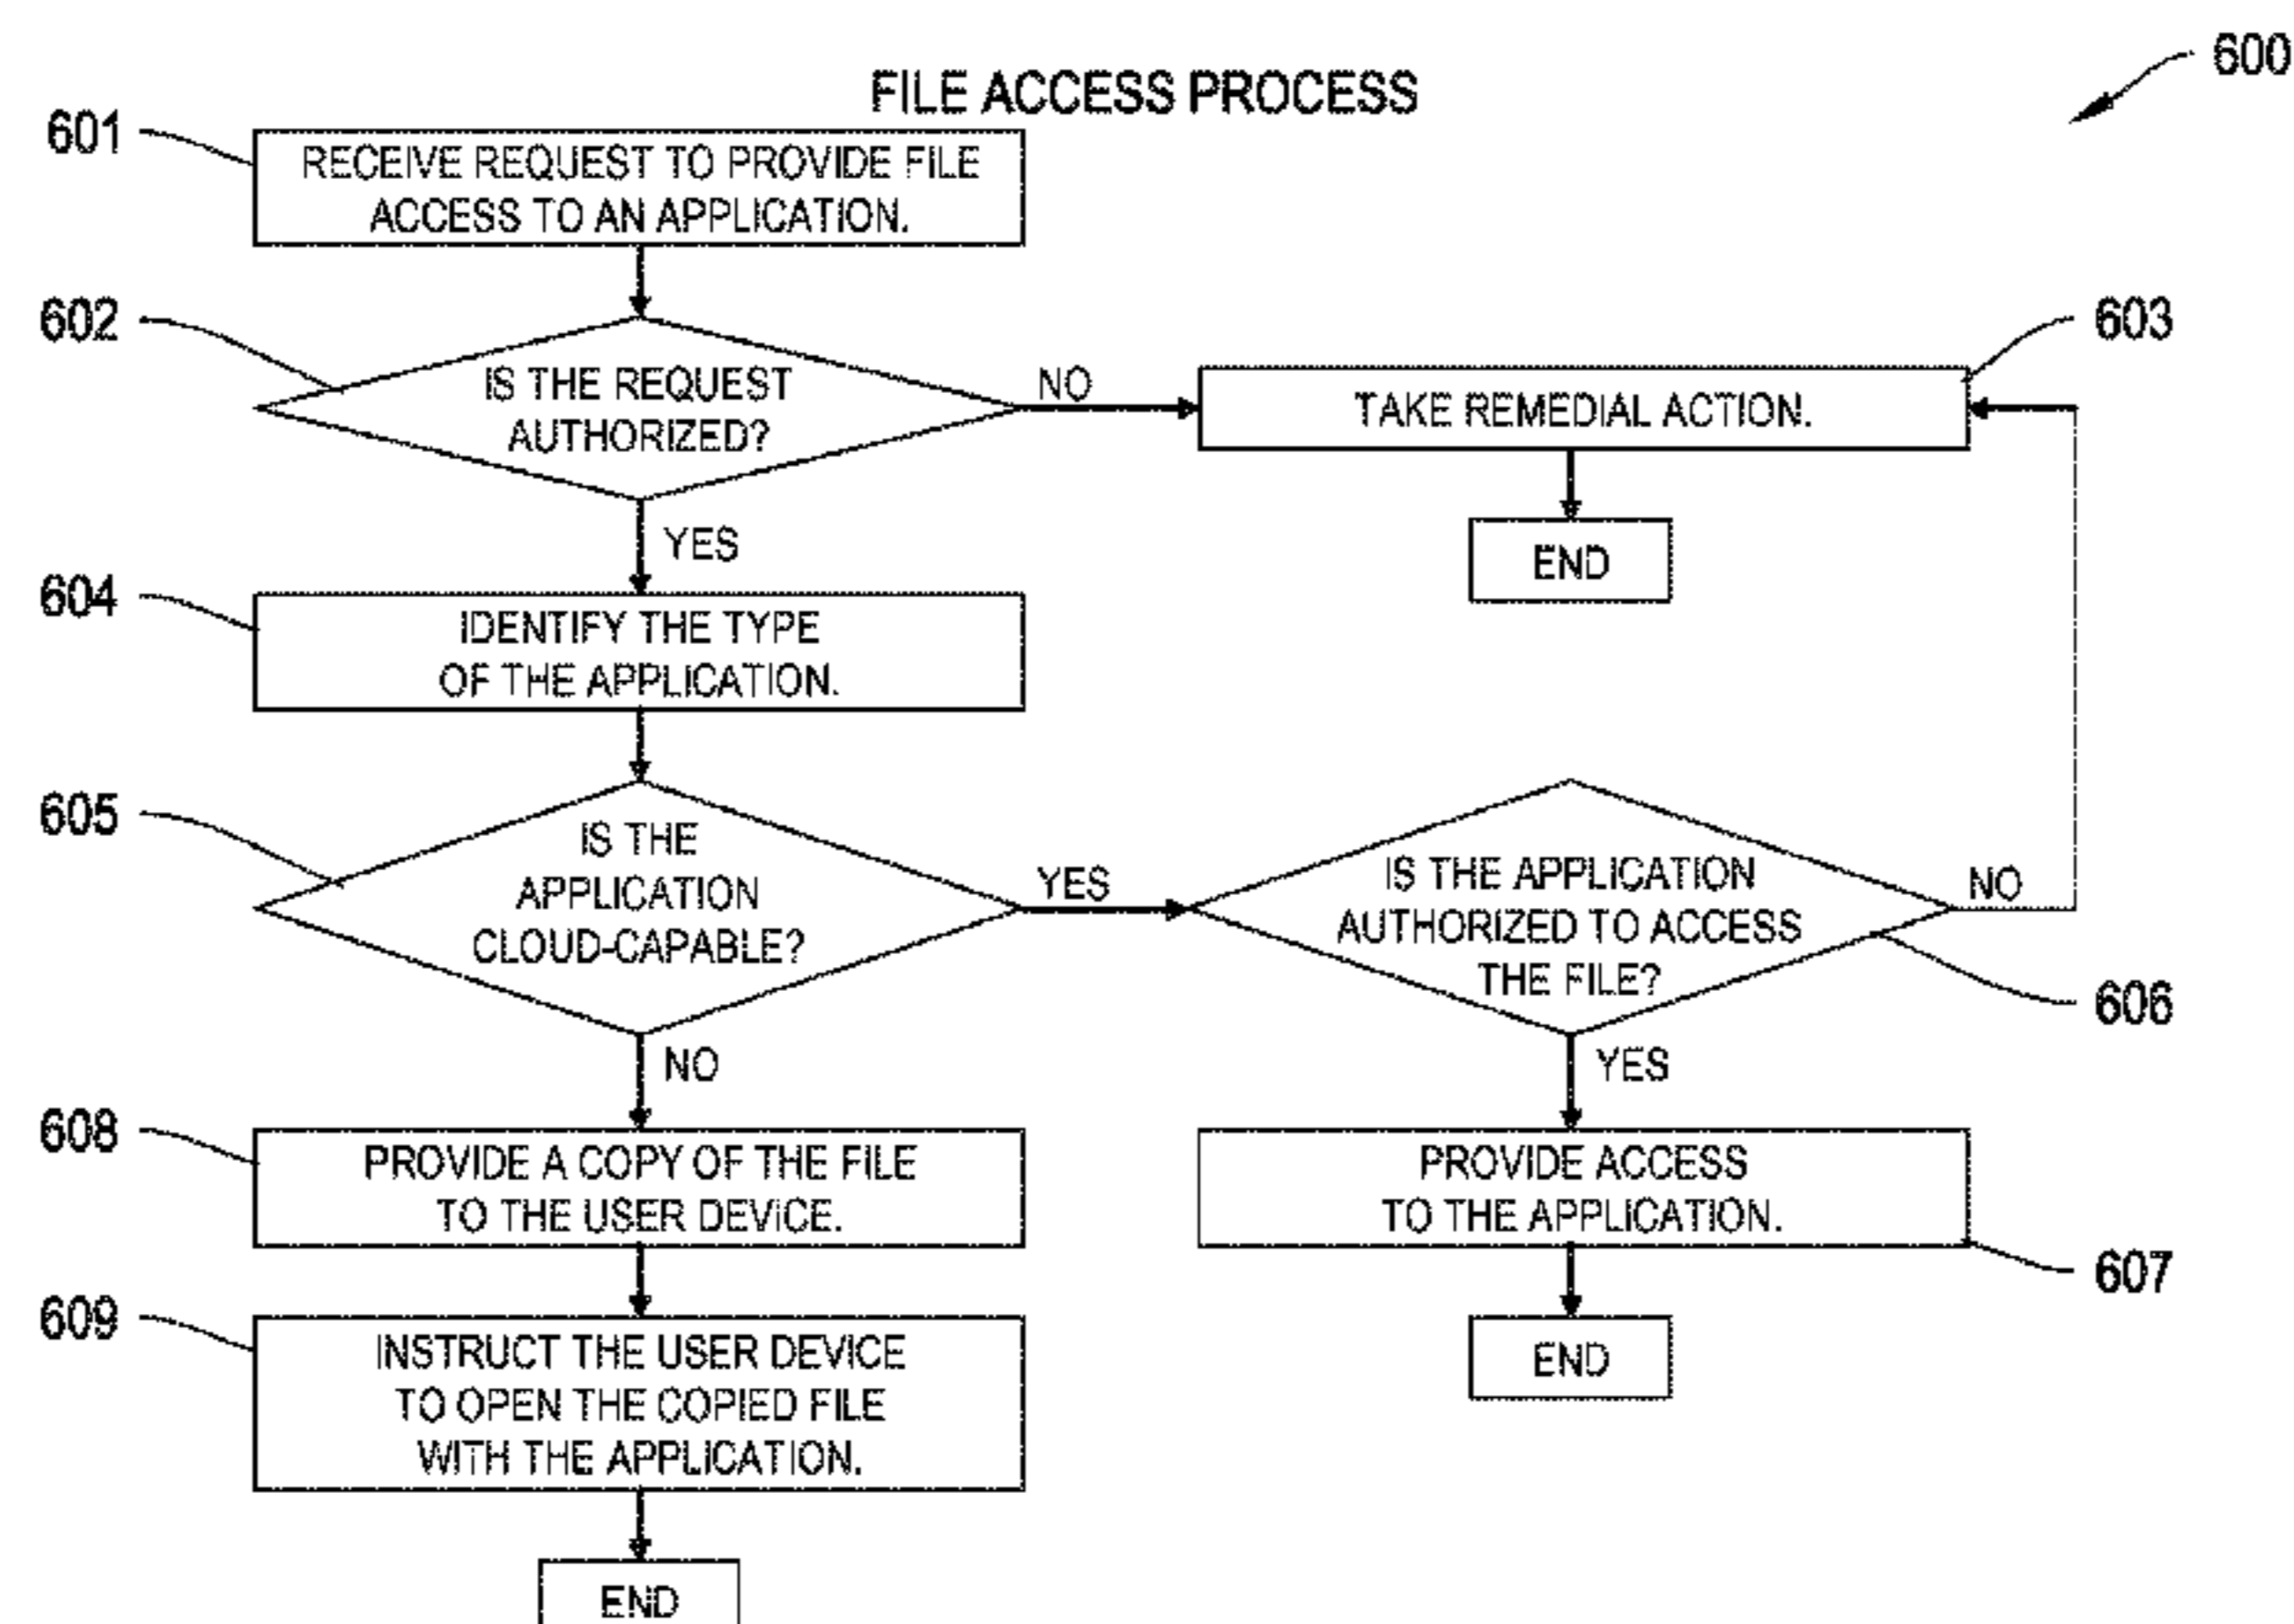 600
FILE ACCESS PROCESS
601
RECEIVE REQUEST TO PROVIDE FILE
ACCESS TO AN APPLICATION.
602
IS THE REQUEST
AUTHORIZED?
NO
603
TAKE REMEDIAL ACTION.
END
YES
604
IDENTIFY THE TYPE
OF THE APPLICATION.
605
IS THE
APPLICATION
CLOUD-CAPABLE?
YES
IS THE APPLICATION
AUTHORIZED TO ACCESS
THE FILE?
NO
606
NO
YES
608
PROVIDE A COPY OF THE FILE
TO THE USER DEVICE.
PROVIDE ACCESS
TO THE APPLICATION.
607
609
INSTRUCT THE USER DEVICE
TO OPEN THE COPIED FILE
WITH THE APPLICATION.
END
END